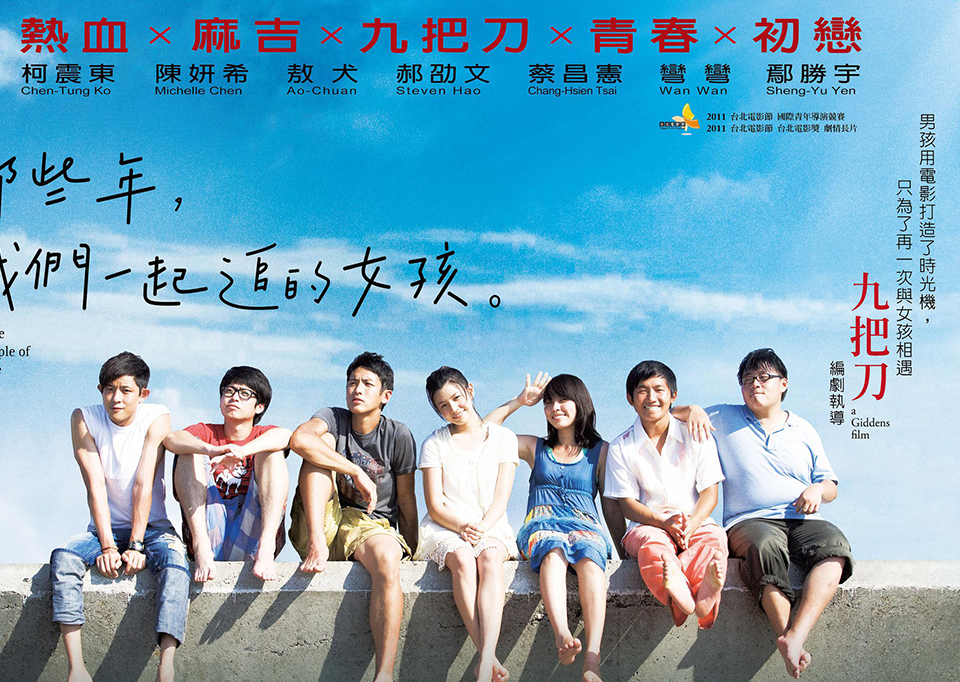 熱血×麻吉×九把刀×青春×初戀
柯震東 陳妍希 敖犬 郝劭文 蔡昌憲 彎彎 鄢勝宇
Chen-Tung Ko Michelle Chen Ao-Chuan Steven Hao Chang-Hsien Tsai Wan Wan Sheng-Yu Yen
2011 台北電影節 國際青年導演競賽
2011 台北電影節 台北電影獎 劇情長片
男孩用電影打造了時光機，
只為了再一次與女孩相遇
那些年，
我們一起追的女孩。
ple of
九把刀
編劇執導
a
Giddens
film